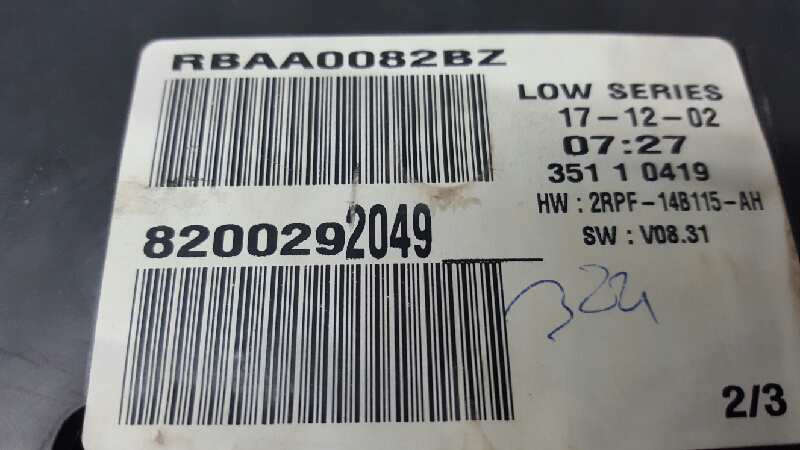 RBAA0082BZ
LOW SERIES
17-12-02
07:27
351 1 0419
HW : 2RPF-14B115-AH
SW : V08.31
8200292049
2/3